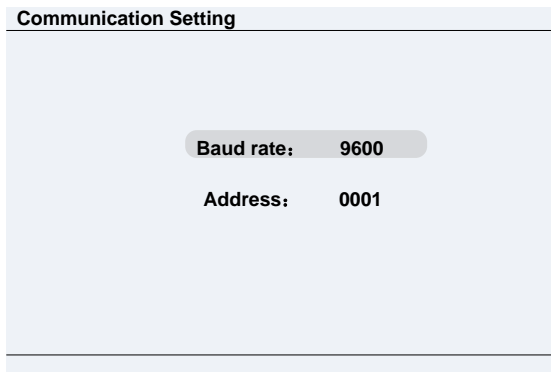 Communication Setting
Baud rate： 9600
Address： 0001